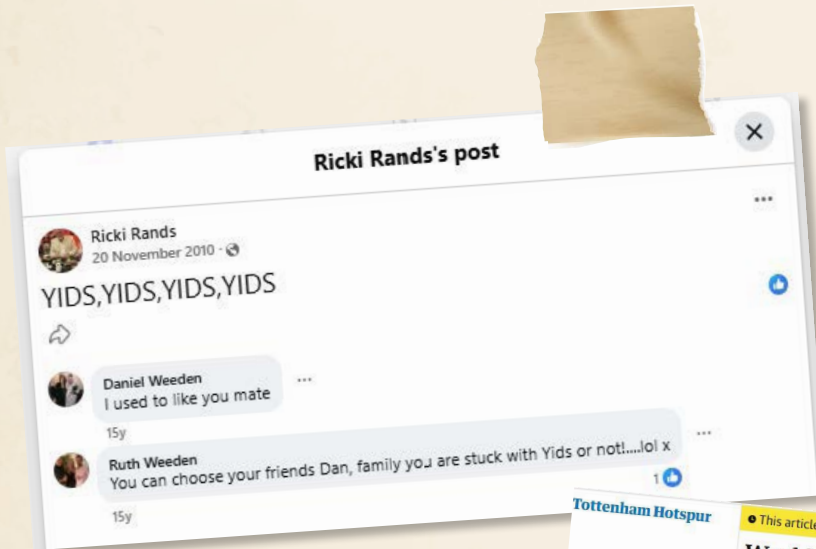 Ricki Rands's post
Ricki Rands
20 November 2010 ·
YIDS,YIDS,YIDS,YIDS
Daniel Weeden
I used to like you mate
15y
Ruth Weeden
You can choose your friends Dan, family you are stuck with Yids or not!....lol x
1
15y
Tottenham Hotspur
This article